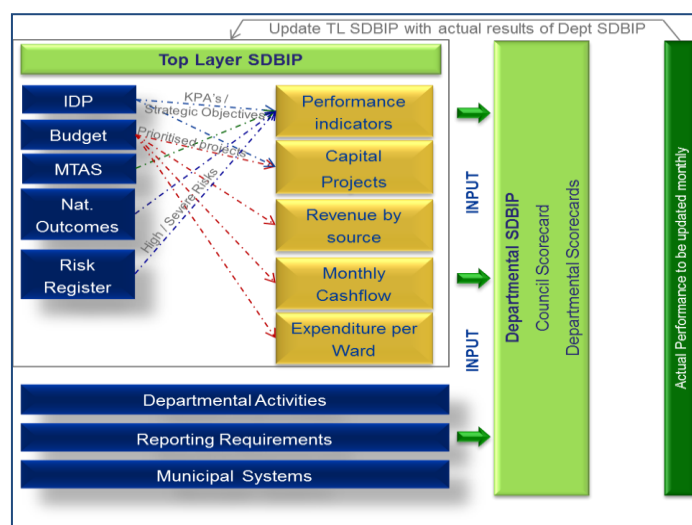 Update TL SDBIP with actual results of Dept SDBIP
Top Layer SDBIP
IDP
Budget
MTAS
Nat.
Outcomes
Risk
Register
KPA's /
Strategic Objectives
Prioritised projects
High / Severe Risks
Performance
indicators
Capital
Projects
Revenue by
source
Monthly
Cashflow
Expenditure per
Ward
INPUT
INPUT
Departmental SDBIP
Council Scorecard
Departmental Scorecards
Actual Performance to be updated monthly
Departmental Activities
Reporting Requirements
Municipal Systems